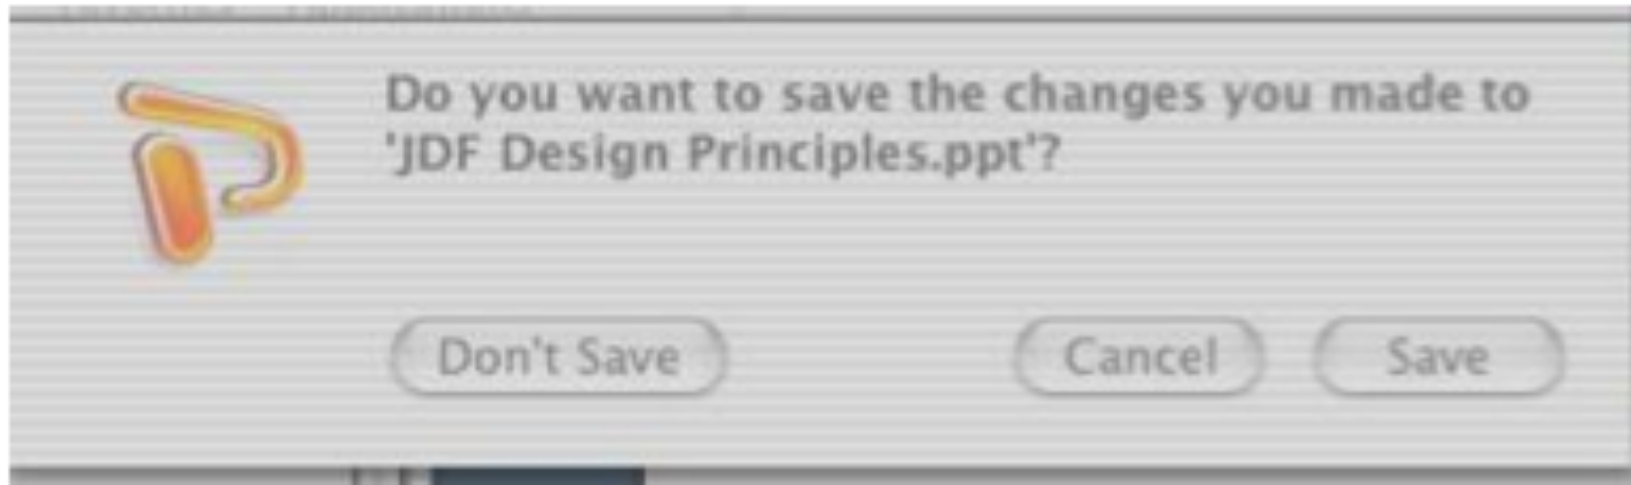 Do you want to save the changes you made to
'JDF Design Principles.ppt'?
Don't Save Cancel Save